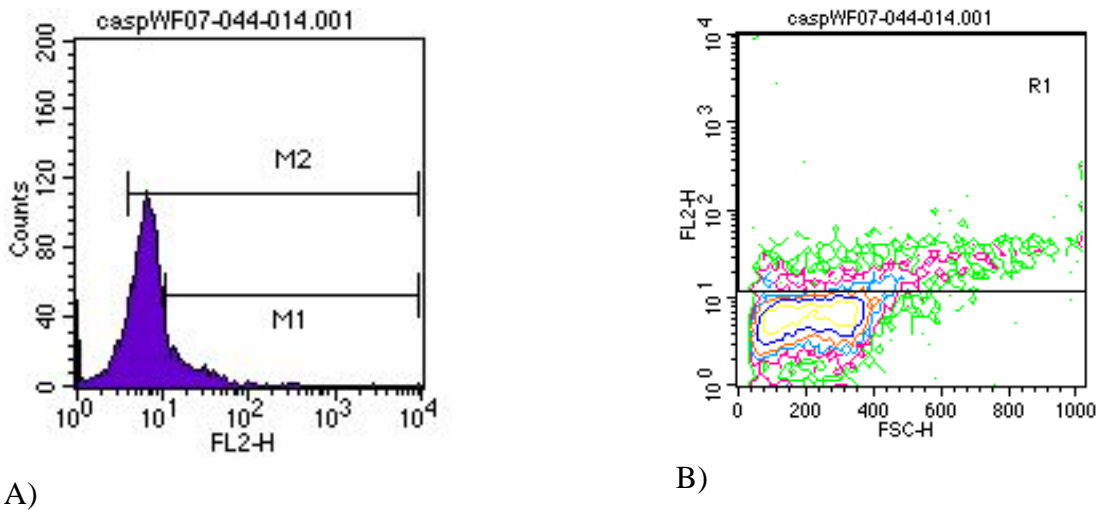 caspWF07-044-014.001
200
160
120
80
40
0
Counts
M2
M1
10^0 10^1 10^2 10^3 10^4
FL2-H
A)
caspWF07-044-014.001
10^4
10^3
10^2
10^1
10^0
FL2-H
R1
0 200 400 600 800 1000
FSC-H
B)